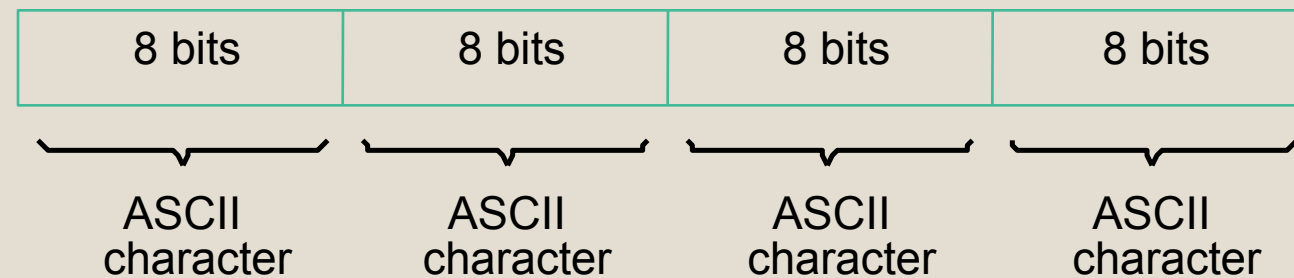 8 bits 8 bits 8 bits 8 bits
ASCII ASCII ASCII ASCII
character character character character